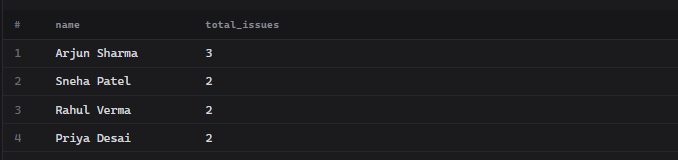 # name total_issues
1 Arjun Sharma 3
2 Sneha Patel 2
3 Rahul Verma 2
4 Priya Desai 2